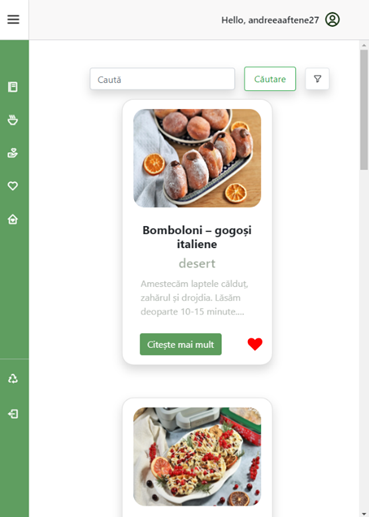 Hello, andreeaaftene27
Caută
Căutare
Bomboloni – gogoși
italiene
desert
Amestecăm laptele călduț,
zahărul și drojdia. Lăsăm
deoparte 10-15 minute....
Citește mai mult